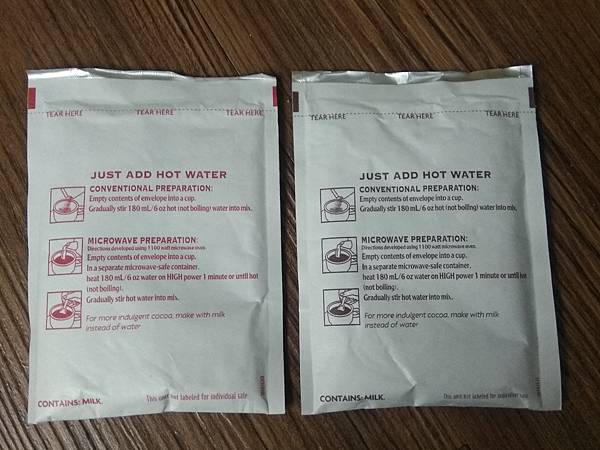 TEAR HERE TEAR HERE TEAR HERE
JUST ADD HOT WATER
CONVENTIONAL PREPARATION:
Empty contents of envelope into a cup.
Gradually stir 180 mL/6 oz hot (not boiling) water into mix.
MICROWAVE PREPARATION:
Directions developed using 1100 watt microwave oven.
Empty contents of envelope into a cup.
In a separate microwave-safe container,
heat 180 mL/6 oz water on HIGH power 1 minute or until hot
(not boiling).
Gradually stir hot water into mix.
For more indulgent cocoa, make with milk
instead of water
CONTAINS: MILK. This unit not labeled for individual sale
TEAR HERE TEAR HERE TEAR HERE
JUST ADD HOT WATER
CONVENTIONAL PREPARATION:
Empty contents of envelope into a cup.
Gradually stir 180 mL/6 oz hot (not boiling) water into mix.
MICROWAVE PREPARATION:
Directions developed using 1100 watt microwave oven.
Empty contents of envelope into a cup.
In a separate microwave-safe container,
heat 180 mL/6 oz water on HIGH power 1 minute or until hot
(not boiling).
Gradually stir hot water into mix.
For more indulgent cocoa, make with milk
instead of water
CONTAINS: MILK. This unit not labeled for individual sale